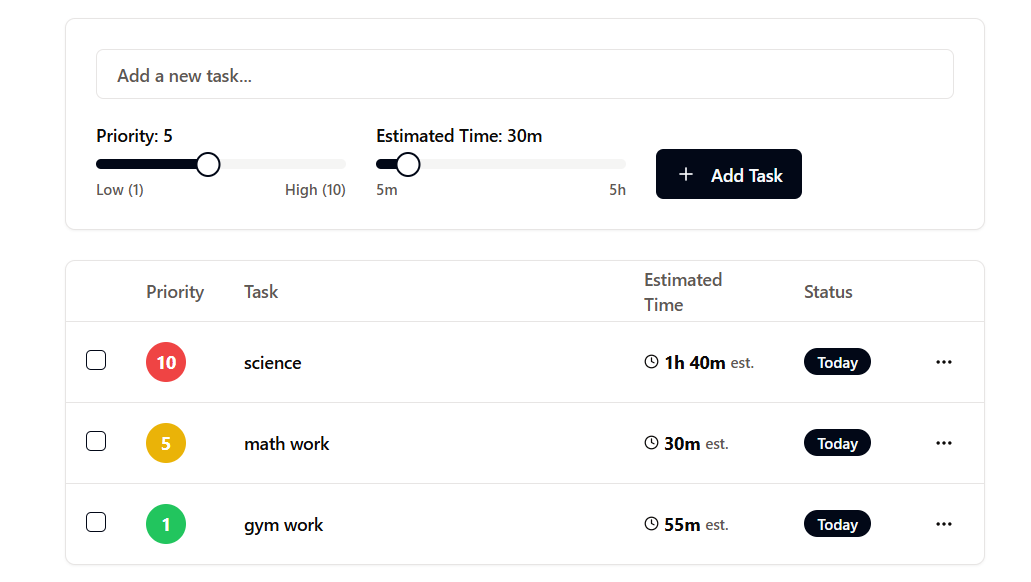 Add a new task...
Priority: 5
Estimated Time: 30m
Low (1)
High (10)
5m
5h
+ Add Task
Priority
Task
Estimated
Time
Status
10
science
1h 40m est.
Today
5
math work
30m est.
Today
1
gym work
55m est.
Today